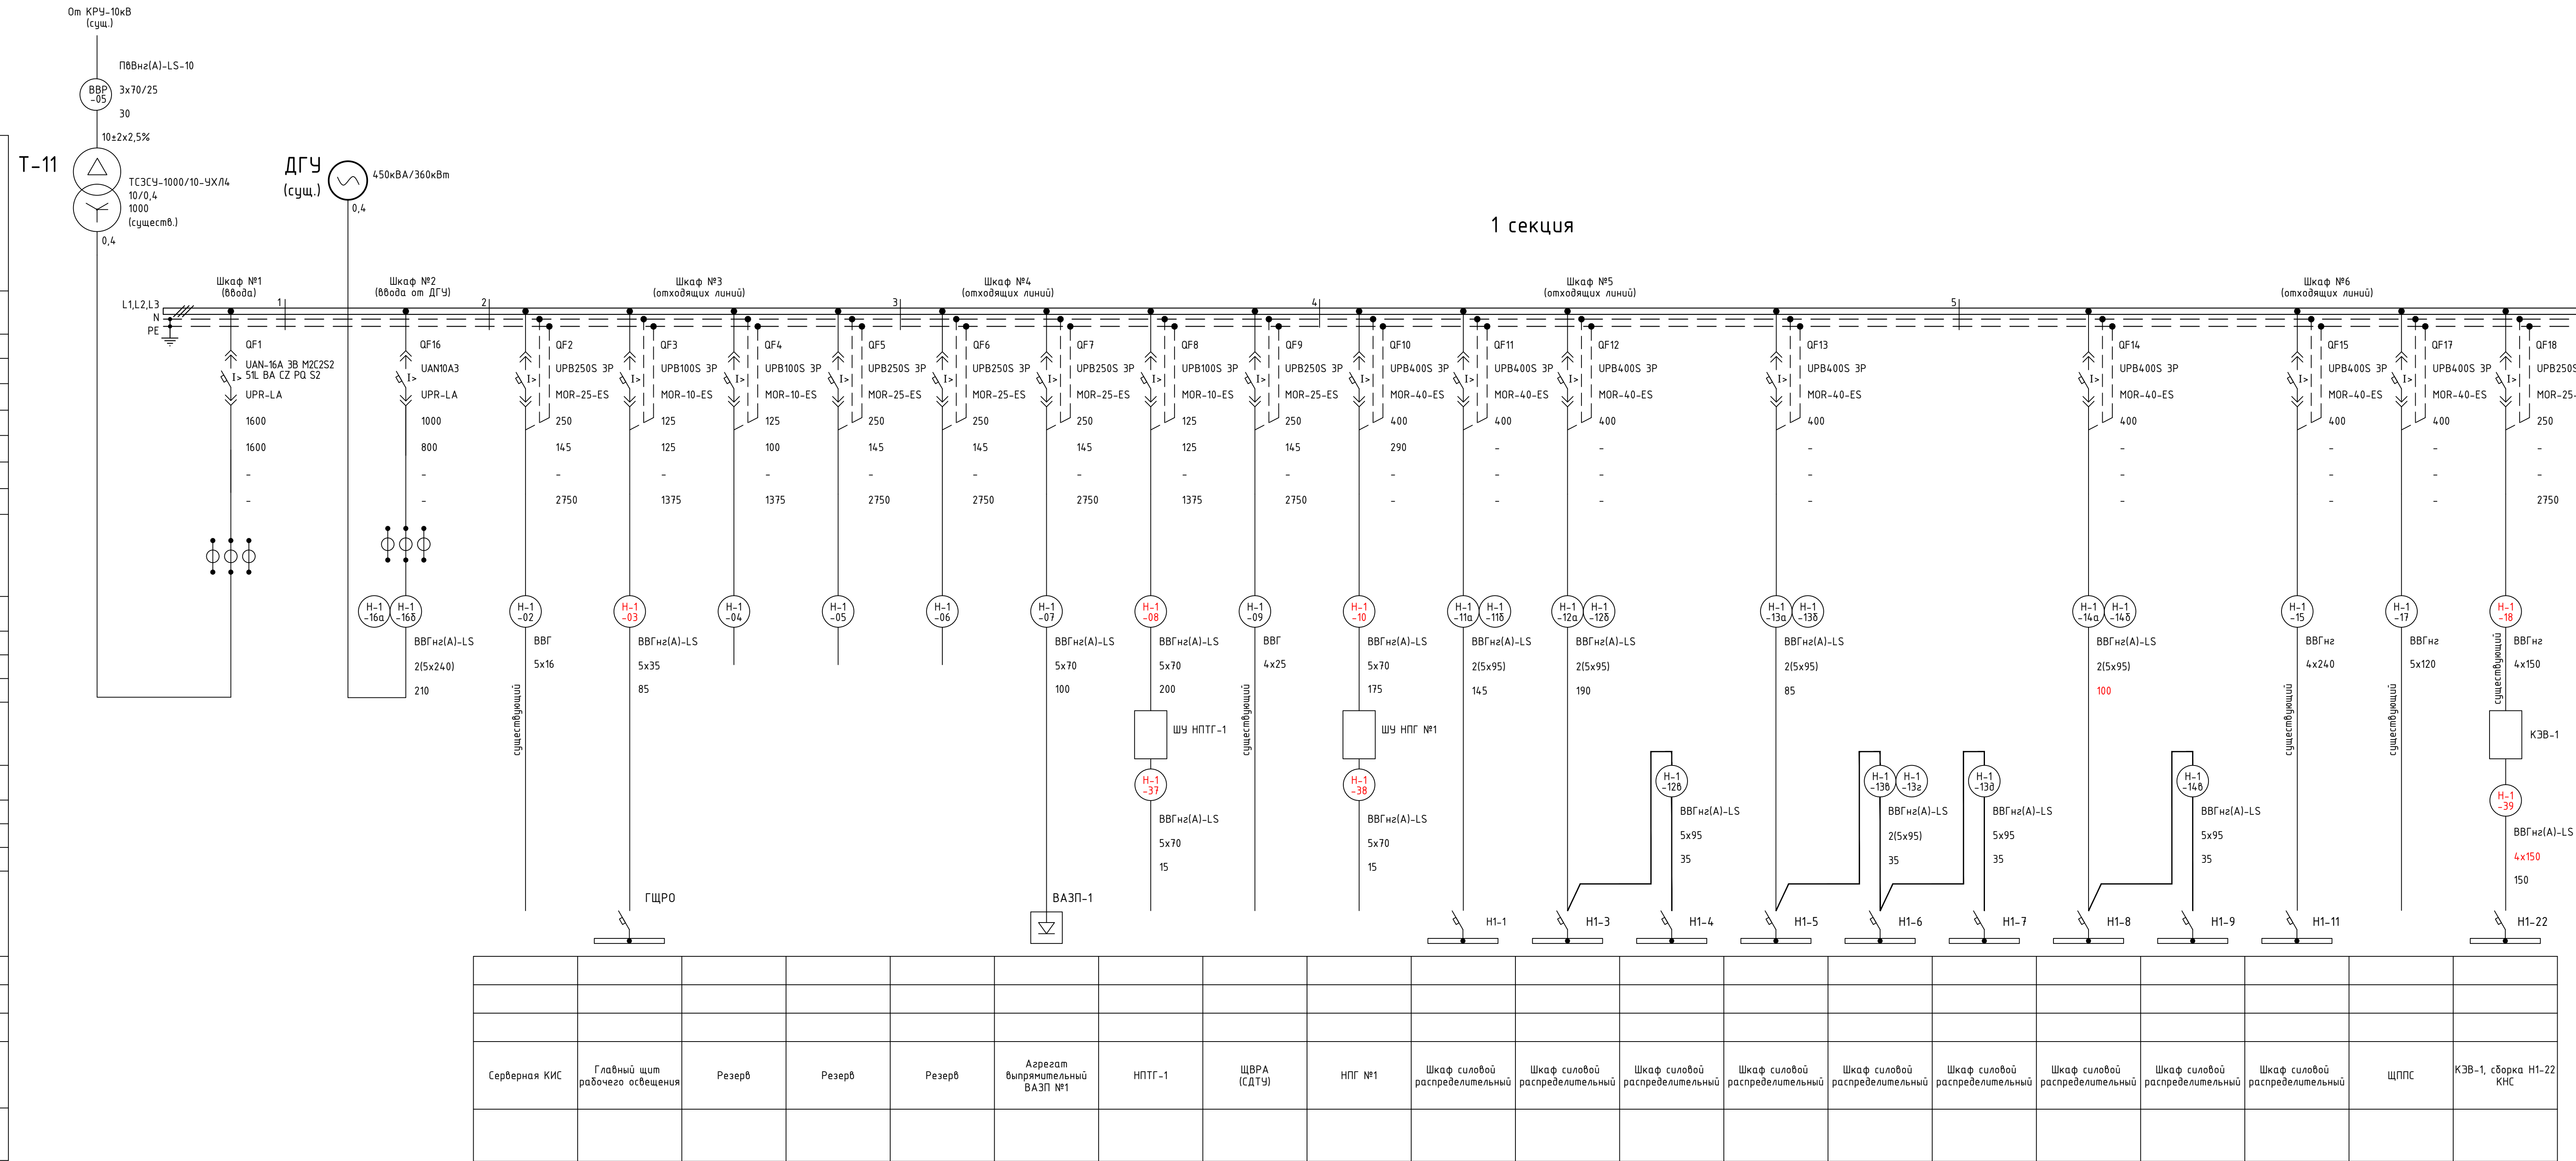 От КРУ-10кВ
(сущ.)
ПвВнг(А)-LS-10
ВВР
-05
3х70/25
30
10±2х2,5%
Т-11
ТСЗСУ-1000/10-УХЛ4
10/0,4
1000
(существ.)
0,4
ДГУ
(сущ.)
450кВА/360кВт
0,4
1 секция
Шкаф №1
(ввода)
Шкаф №2
(ввода от ДГУ)
Шкаф №3
(отходящих линий)
Шкаф №4
(отходящих линий)
Шкаф №5
(отходящих линий)
Шкаф №6
(отходящих линий)
L1,L2,L3
N
PE
1
2
3
4
5
QF1
UAN-16A 3B M2C2S2
51L BA CZ PQ S2
I>
UPR-LA
1600
1600
-
-
QF16
UAN10A3
I>
UPR-LA
1000
800
-
-
Н-1
-16а
Н-1
-16б
ВВГнг(А)-LS
2(5х240)
210
QF2
UPB250S 3P
I>
MOR-25-ES
250
145
-
2750
Н-1
-02
ВВГ
5х16
существующий
QF3
UPB100S 3P
I>
MOR-10-ES
125
125
-
1375
Н-1
-03
ВВГнг(А)-LS
5х35
85
ГЩРО
QF4
UPB100S 3P
I>
MOR-10-ES
125
100
-
1375
Н-1
-04
QF5
UPB250S 3P
I>
MOR-25-ES
250
145
-
2750
Н-1
-05
QF6
UPB250S 3P
I>
MOR-25-ES
250
145
-
2750
Н-1
-06
QF7
UPB250S 3P
I>
MOR-25-ES
250
145
-
2750
Н-1
-07
ВВГнг(А)-LS
5х70
100
ВАЗП-1
QF8
UPB100S 3P
I>
MOR-10-ES
125
125
-
1375
Н-1
-08
ВВГнг(А)-LS
5х70
200
ШУ НПТГ-1
Н-1
-37
ВВГнг(А)-LS
5х70
15
QF9
UPB250S 3P
I>
MOR-25-ES
250
145
-
2750
Н-1
-09
ВВГ
4х25
существующий
QF10
UPB400S 3P
I>
MOR-40-ES
400
290
-
-
Н-1
-10
ВВГнг(А)-LS
5х70
175
ШУ НПГ №1
Н-1
-38
ВВГнг(А)-LS
5х70
15
QF11
UPB400S 3P
I>
MOR-40-ES
400
-
-
-
Н-1
-11а
Н-1
-11б
ВВГнг(А)-LS
2(5х95)
145
Н1-1
QF12
UPB400S 3P
I>
MOR-40-ES
400
-
-
-
Н-1
-12а
Н-1
-12б
ВВГнг(А)-LS
2(5х95)
190
Н1-3
Н-1
-12в
ВВГнг(А)-LS
5х95
35
Н1-4
QF13
UPB400S 3P
I>
MOR-40-ES
400
-
-
-
Н-1
-13а
Н-1
-13б
ВВГнг(А)-LS
2(5х95)
85
Н1-5
Н-1
-13в
Н-1
-13г
ВВГнг(А)-LS
2(5х95)
35
Н1-6
Н-1
-13д
ВВГнг(А)-LS
5х95
35
Н1-7
QF14
UPB400S 3P
I>
MOR-40-ES
400
-
-
-
Н-1
-14а
Н-1
-14б
ВВГнг(А)-LS
2(5х95)
100
Н1-8
Н-1
-14в
ВВГнг(А)-LS
5х95
35
Н1-9
QF15
UPB400S 3P
I>
MOR-40-ES
400
-
-
-
Н-1
-15
ВВГнг
4х240
существующий
Н1-11
QF17
UPB400S 3P
I>
MOR-40-ES
400
-
-
-
Н-1
-17
ВВГнг
5х120
существующий
QF18
UPB250S
I>
MOR-25-
250
-
-
2750
Н-1
-18
ВВГнг
4х150
существующий
КЭВ-1
Н-1
-39
ВВГнг(А)-LS
4х150
150
Н1-22
Серверная КИС
Главный щит
рабочего освещения
Резерв
Резерв
Резерв
Агрегат
выпрямительный
ВАЗП №1
НПТГ-1
ЩВРА
(СДТУ)
НПГ №1
Шкаф силовой
распределительный
Шкаф силовой
распределительный
Шкаф силовой
распределительный
Шкаф силовой
распределительный
Шкаф силовой
распределительный
Шкаф силовой
распределительный
Шкаф силовой
распределительный
Шкаф силовой
распределительный
Шкаф силовой
распределительный
ЩППС
КЭВ-1, сборка Н1-22
КНС